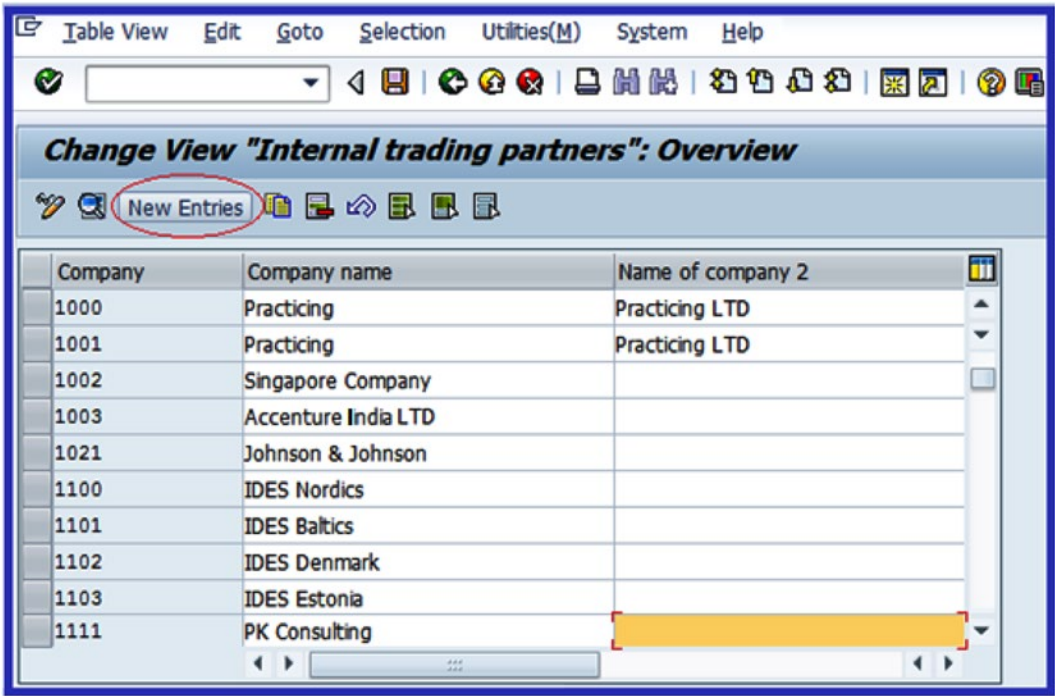 Table View Edit Goto Selection Utilities(M) System Help
Change View "Internal trading partners": Overview
New Entries
Company Company name Name of company 2
1000 Practicing Practicing LTD
1001 Practicing Practicing LTD
1002 Singapore Company
1003 Accenture India LTD
1021 Johnson & Johnson
1100 IDES Nordics
1101 IDES Baltics
1102 IDES Denmark
1103 IDES Estonia
1111 PK Consulting